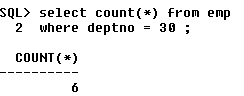 SQL> select count(*) from emp
  2  where deptno = 30 ;

  COUNT(*)
----------
         6